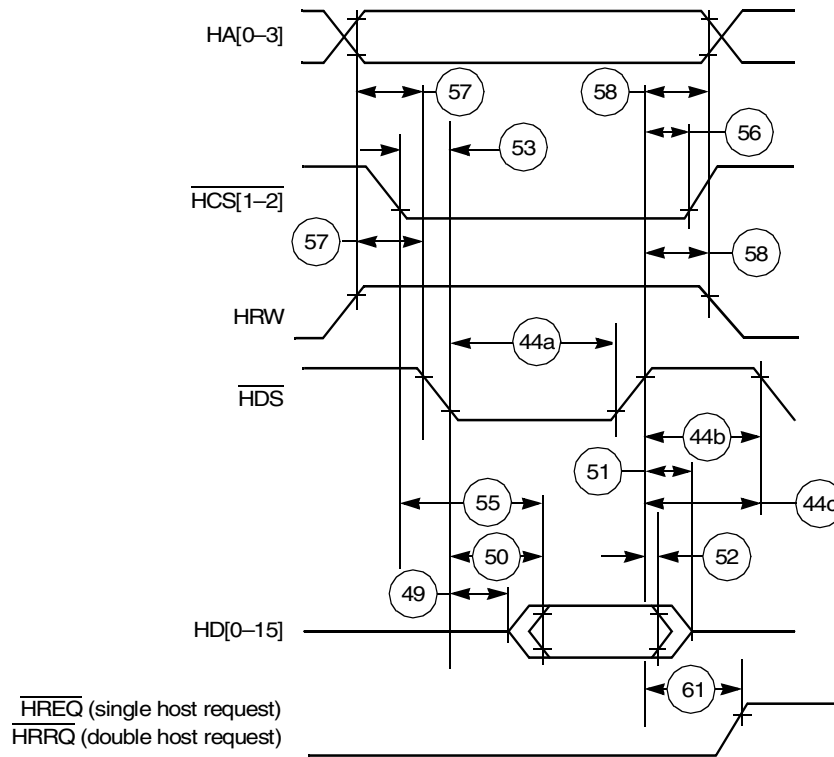 HA[0–3]
57
58
56
53
HCS[1–2]
57
58
HRW
44a
HDS
44b
51
44c
55
50
52
49
HD[0–15]
61
HREQ (single host request)
HRRQ (double host request)